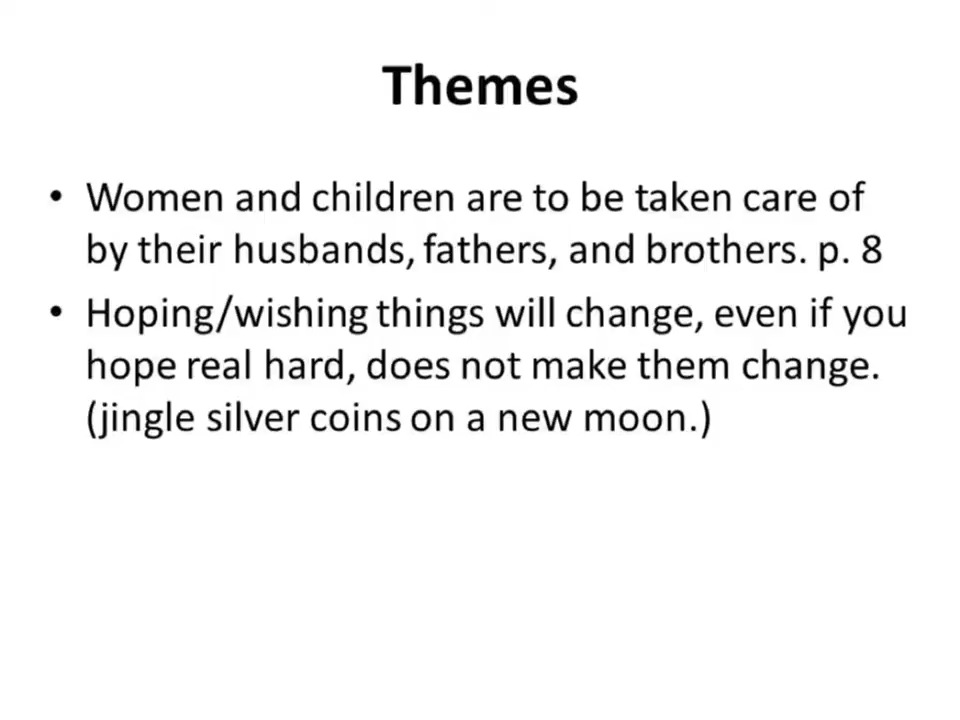 Themes
• Women and children are to be taken care of
by their husbands, fathers, and brothers. p. 8
• Hoping/wishing things will change, even if you
hope real hard, does not make them change.
(jingle silver coins on a new moon.)